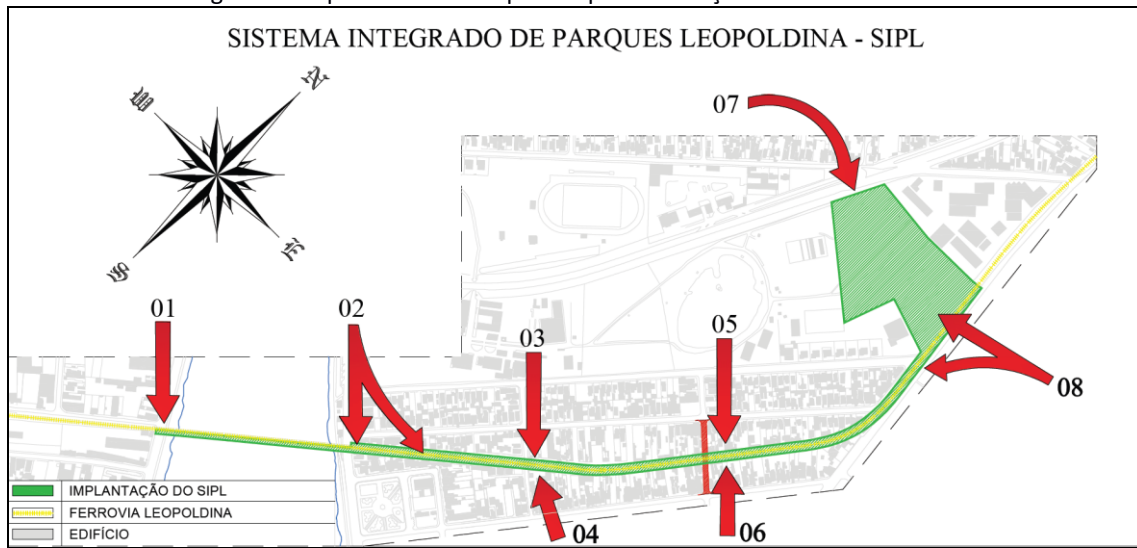 SISTEMA INTEGRADO DE PARQUES LEOPOLDINA - SIPL
W
N
S
E
07
01
02
03
05
08
04
06
IMPLANTAÇÃO DO SIPL
FERROVIA LEOPOLDINA
EDIFÍCIO